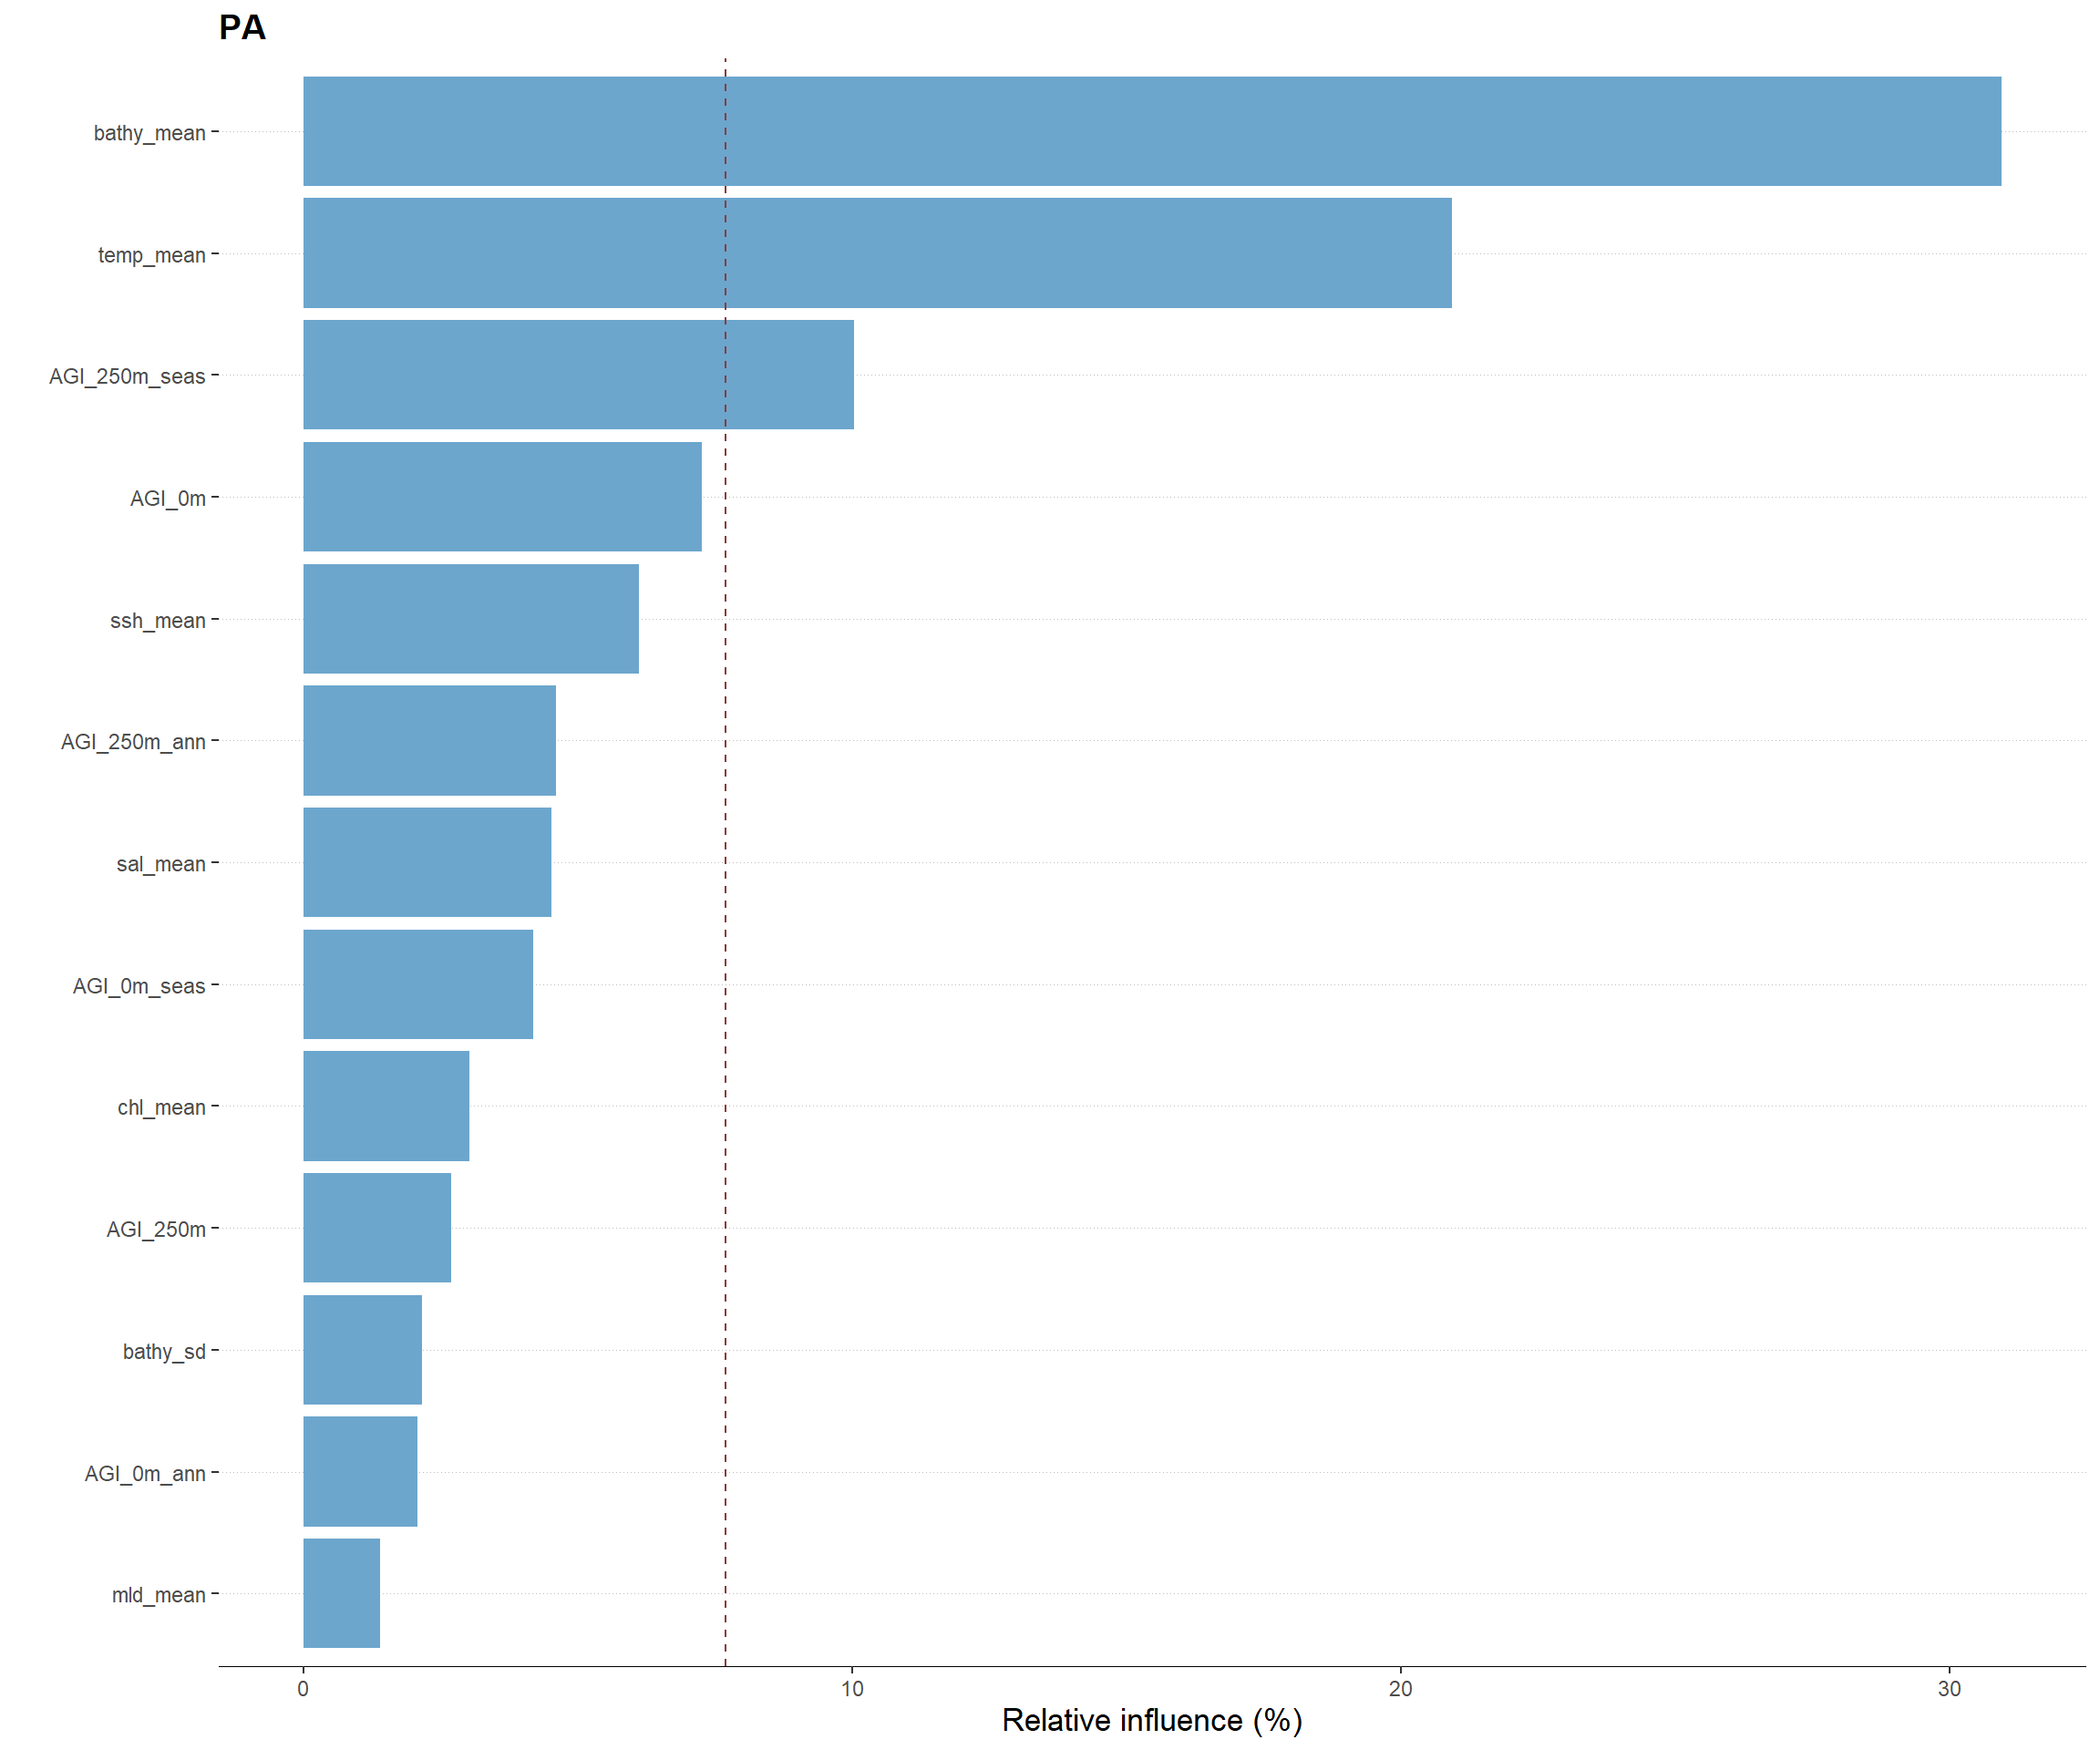 PA
bathy_mean
temp_mean
AGI_250m_seas
AGI_0m
ssh_mean
AGI_250m_ann
sal_mean
AGI_0m_seas
chl_mean
AGI_250m
bathy_sd
AGI_0m_ann
mld_mean
0 10 20 30
Relative influence (%)